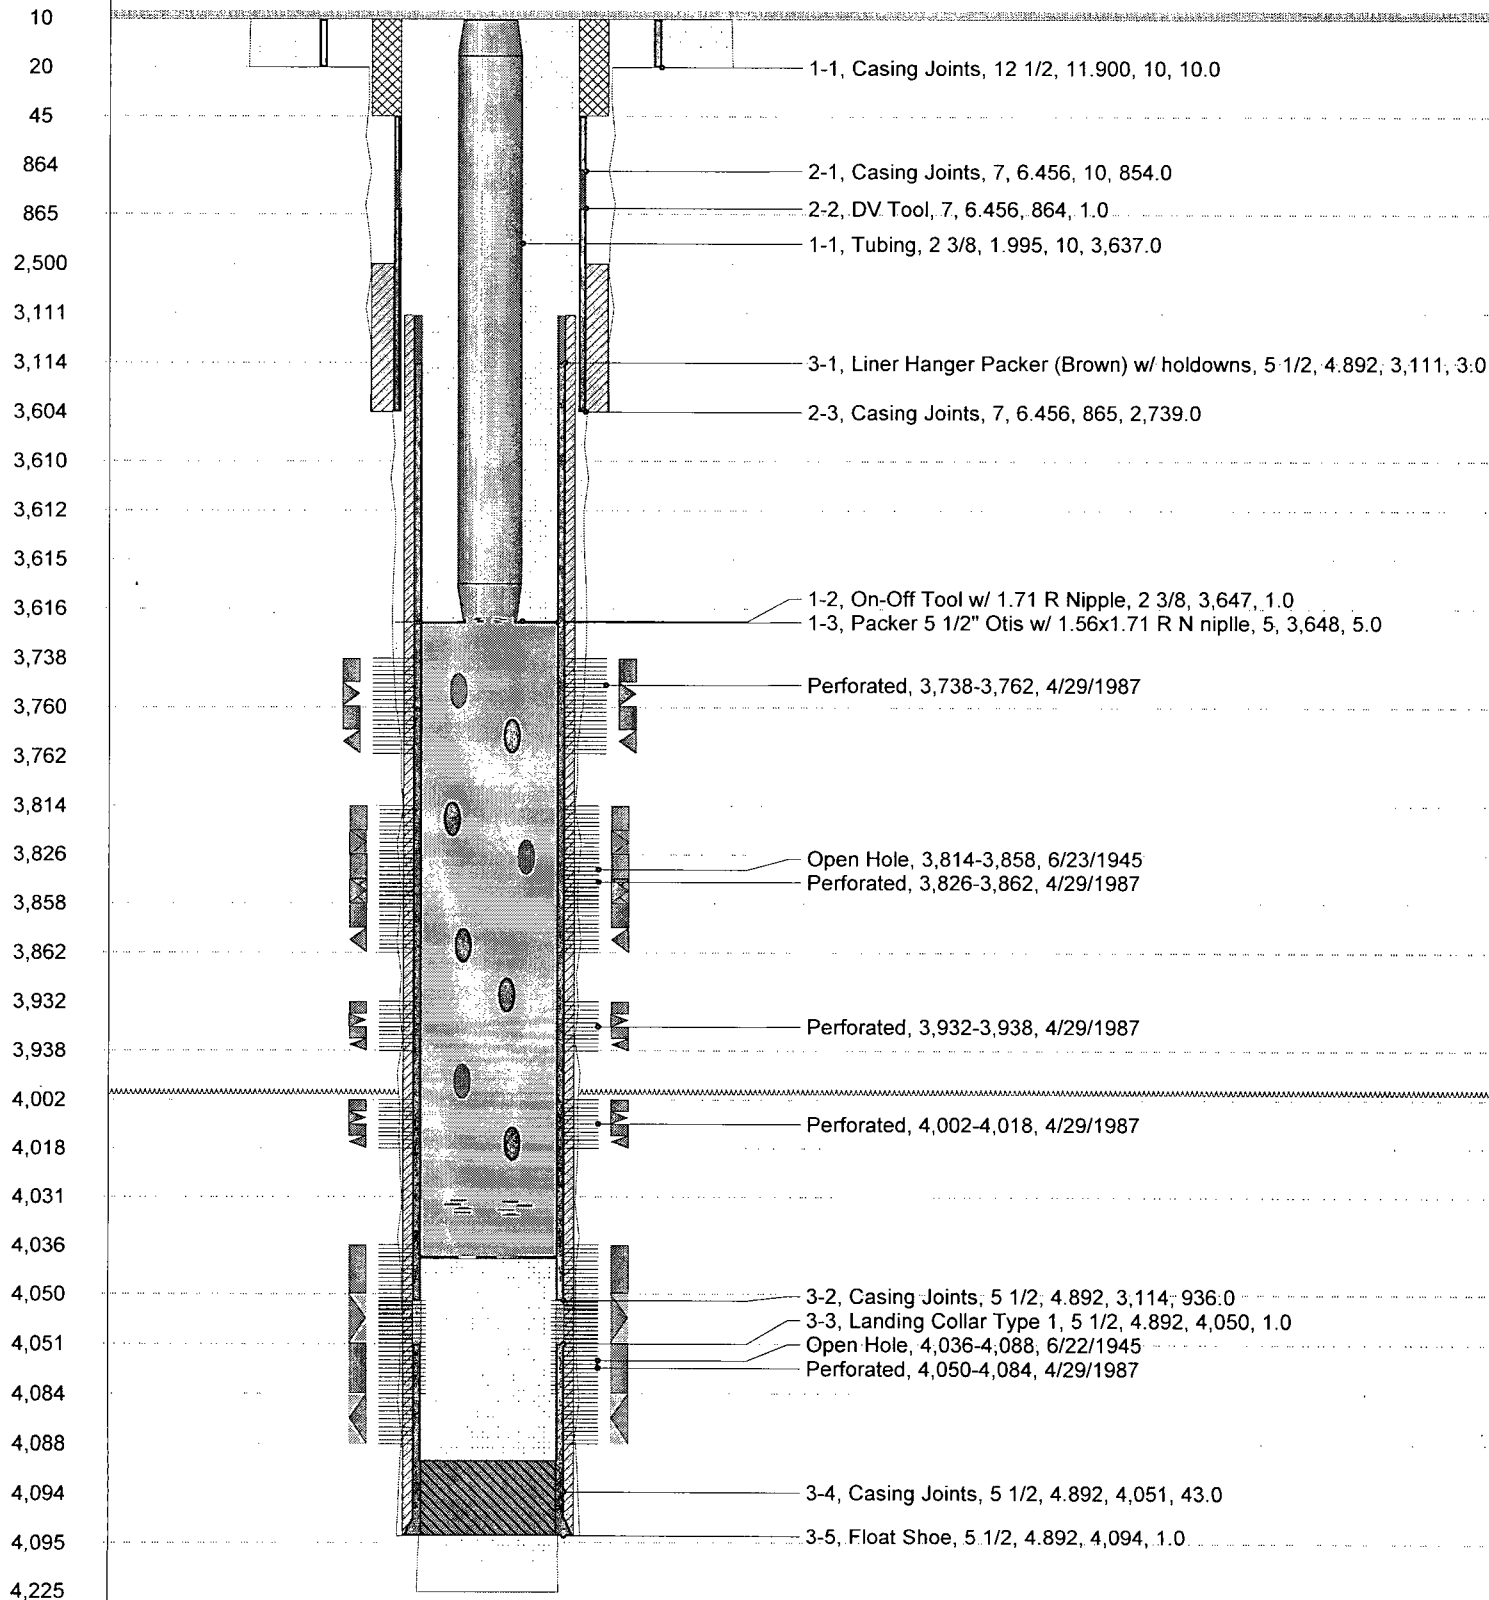 10
20
1-1, Casing Joints, 12 1/2, 11.900, 10, 10.0
45
864
2-1, Casing Joints, 7, 6.456, 10, 854.0
865
2-2, DV Tool, 7, 6.456, 864, 1.0
1-1, Tubing, 2 3/8, 1.995, 10, 3,637.0
2,500
3,111
3,114
3-1, Liner Hanger Packer (Brown) w/ holdowns, 5 1/2, 4.892, 3,111, 3.0
3,604
2-3, Casing Joints, 7, 6.456, 865, 2,739.0
3,610
3,612
3,615
3,616
1-2, On-Off Tool w/ 1.71 R Nipple, 2 3/8, 3,647, 1.0
1-3, Packer 5 1/2" Otis w/ 1.56x1.71 R N niplle, 5, 3,648, 5.0
3,738
Perforated, 3,738-3,762, 4/29/1987
3,760
3,762
3,814
3,826
Open Hole, 3,814-3,858, 6/23/1945
Perforated, 3,826-3,862, 4/29/1987
3,858
3,862
3,932
Perforated, 3,932-3,938, 4/29/1987
3,938
4,002
Perforated, 4,002-4,018, 4/29/1987
4,018
4,031
4,036
4,050
3-2, Casing Joints, 5 1/2, 4.892, 3,114, 936.0
3-3, Landing Collar Type 1, 5 1/2, 4.892, 4,050, 1.0
4,051
Open Hole, 4,036-4,088, 6/22/1945
Perforated, 4,050-4,084, 4/29/1987
4,084
4,088
4,094
3-4, Casing Joints, 5 1/2, 4.892, 4,051, 43.0
4,095
3-5, Float Shoe, 5 1/2, 4.892, 4,094, 1.0
4,225